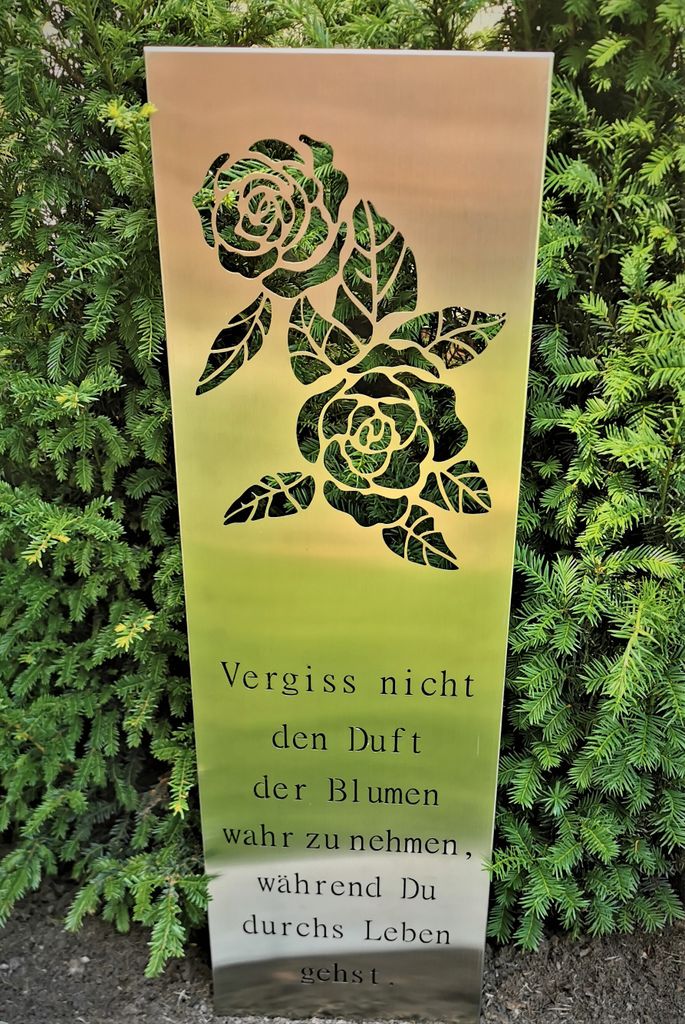 Vergiss nicht
den Duft
der Blumen
wahr zu nehmen,
während Du
durchs Leben
gehst.